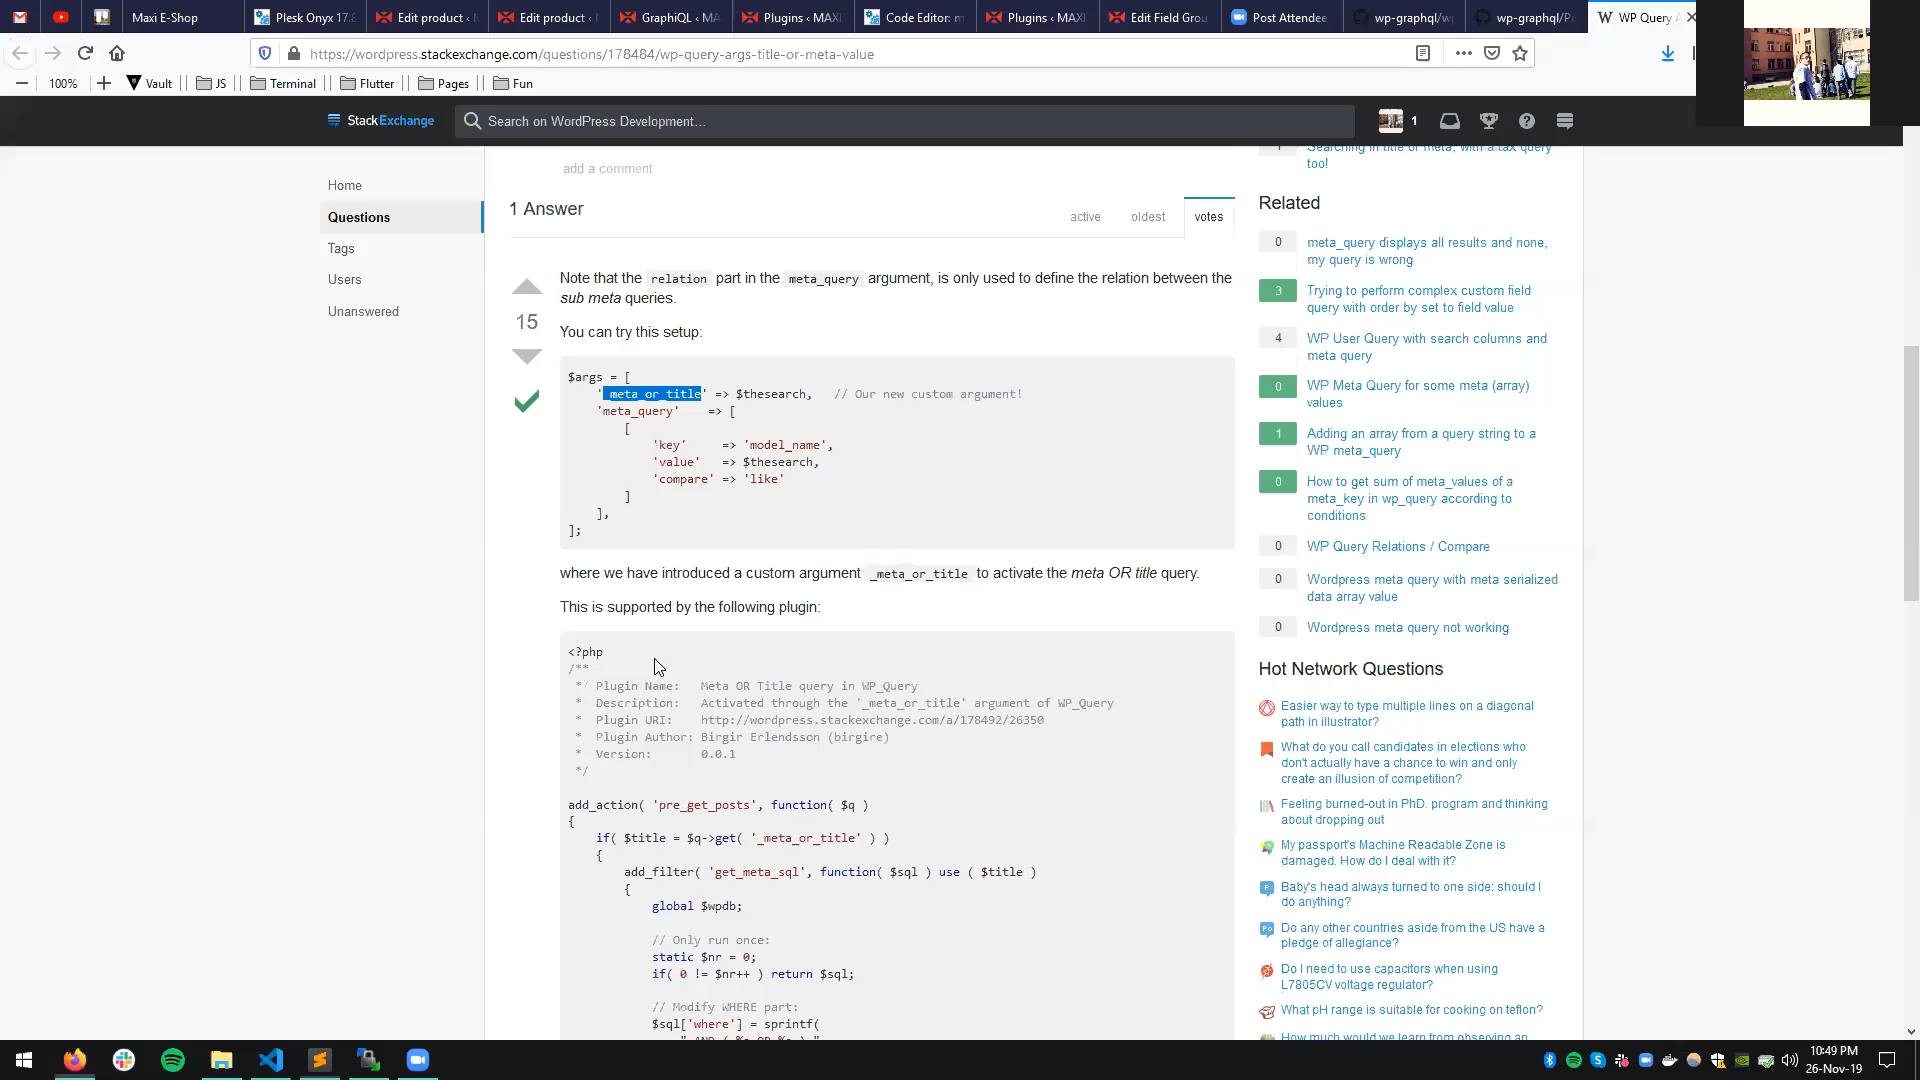 Maxi E-Shop
Plesk Onyx 17.8
Edit product ‹
Edit product ‹
GraphiQL ‹ MA
Plugins ‹ MAXI
Code Editor: m
Plugins ‹ MAXI
Edit Field Grou
Post Attendee
wp-graphql/w
wp-graphql/Po
WP Query A
https://wordpress.stackexchange.com/questions/178484/wp-query-args-title-or-meta-value
100%
Vault
JS
Terminal
Flutter
Pages
Fun
StackExchange
Search on WordPress Development…
1
Home
Questions
Tags
Users
Unanswered
add a comment
1 Answer
active
oldest
votes
15
Note that the relation part in the meta_query argument, is only used to define the relation between the
sub meta queries.
You can try this setup:
$args = [
'_meta_or_title' => $thesearch, // Our new custom argument!
'meta_query' => [
[
'key' => 'model_name',
'value' => $thesearch,
'compare' => 'like'
]
],
];
where we have introduced a custom argument _meta_or_title to activate the meta OR title query.
This is supported by the following plugin:
<?php
/**
* Plugin Name: Meta OR Title query in WP_Query
* Description: Activated through the '_meta_or_title' argument of WP_Query
* Plugin URI: http://wordpress.stackexchange.com/a/178492/26350
* Plugin Author: Birgir Erlendsson (birgire)
* Version: 0.0.1
*/
add_action( 'pre_get_posts', function( $q )
{
if( $title = $q->get( '_meta_or_title' ) )
{
add_filter( 'get_meta_sql', function( $sql ) use ( $title )
{
global $wpdb;
// Only run once:
static $nr = 0;
if( 0 != $nr++ ) return $sql;
// Modify WHERE part:
$sql['where'] = sprintf(
Searching in title or meta, with a tax query
too!
Related
0
meta_query displays all results and none,
my query is wrong
3
Trying to perform complex custom field
query with order by set to field value
4
WP User Query with search columns and
meta query
0
WP Meta Query for some meta (array)
values
1
Adding an array from a query string to a
WP meta_query
0
How to get sum of meta_values of a
meta_key in wp_query according to
conditions
0
WP Query Relations / Compare
0
Wordpress meta query with meta serialized
data array value
0
Wordpress meta query not working
Hot Network Questions
Easier way to type multiple lines on a diagonal
path in illustrator?
What do you call candidates in elections who
don't actually have a chance to win and only
create an illusion of competition?
Feeling burned-out in PhD. program and thinking
about dropping out
My passport's Machine Readable Zone is
damaged. How do I deal with it?
Baby's head always turned to one side: should I
do anything?
Do any other countries aside from the US have a
pledge of allegiance?
Do I need to use capacitors when using
L7805CV voltage regulator?
What pH range is suitable for cooking on teflon?
How much would we learn from observing an
10:49 PM
26-Nov-19